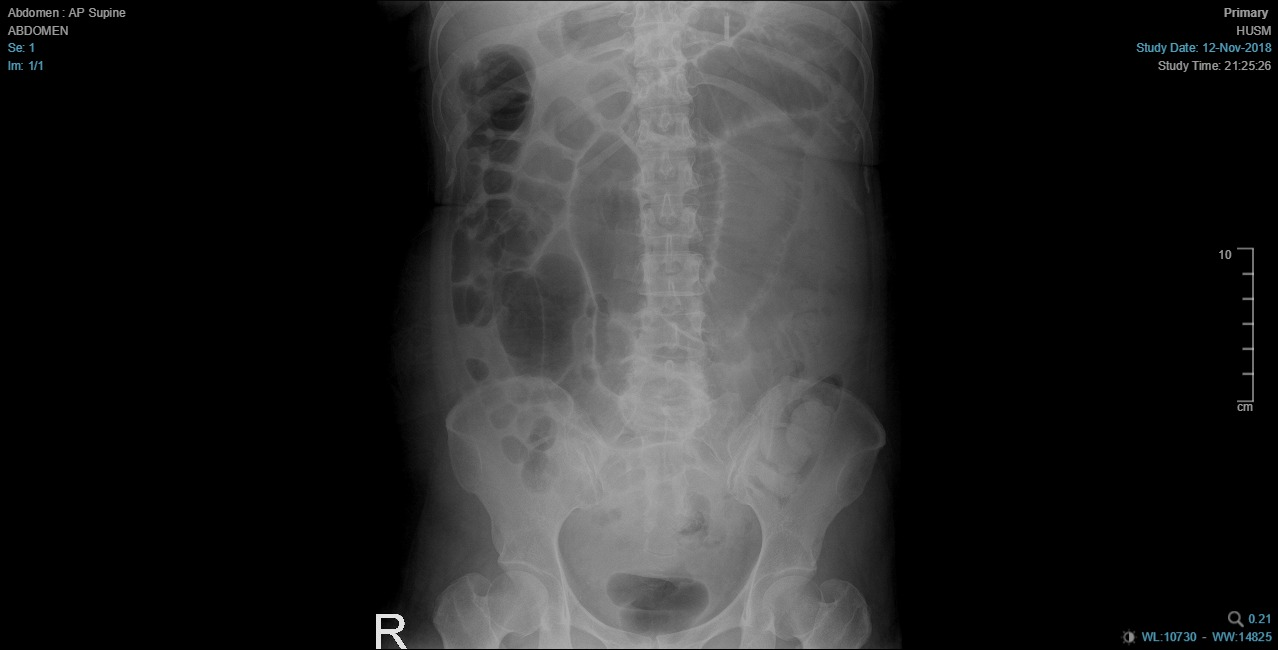 Abdomen : AP Supine
ABDOMEN
Se: 1
Im: 1/1
Primary
HUSM
Study Date: 12-Nov-2018
Study Time: 21:25:26
10
cm
R
0.21
WL:10730 - WW:14825